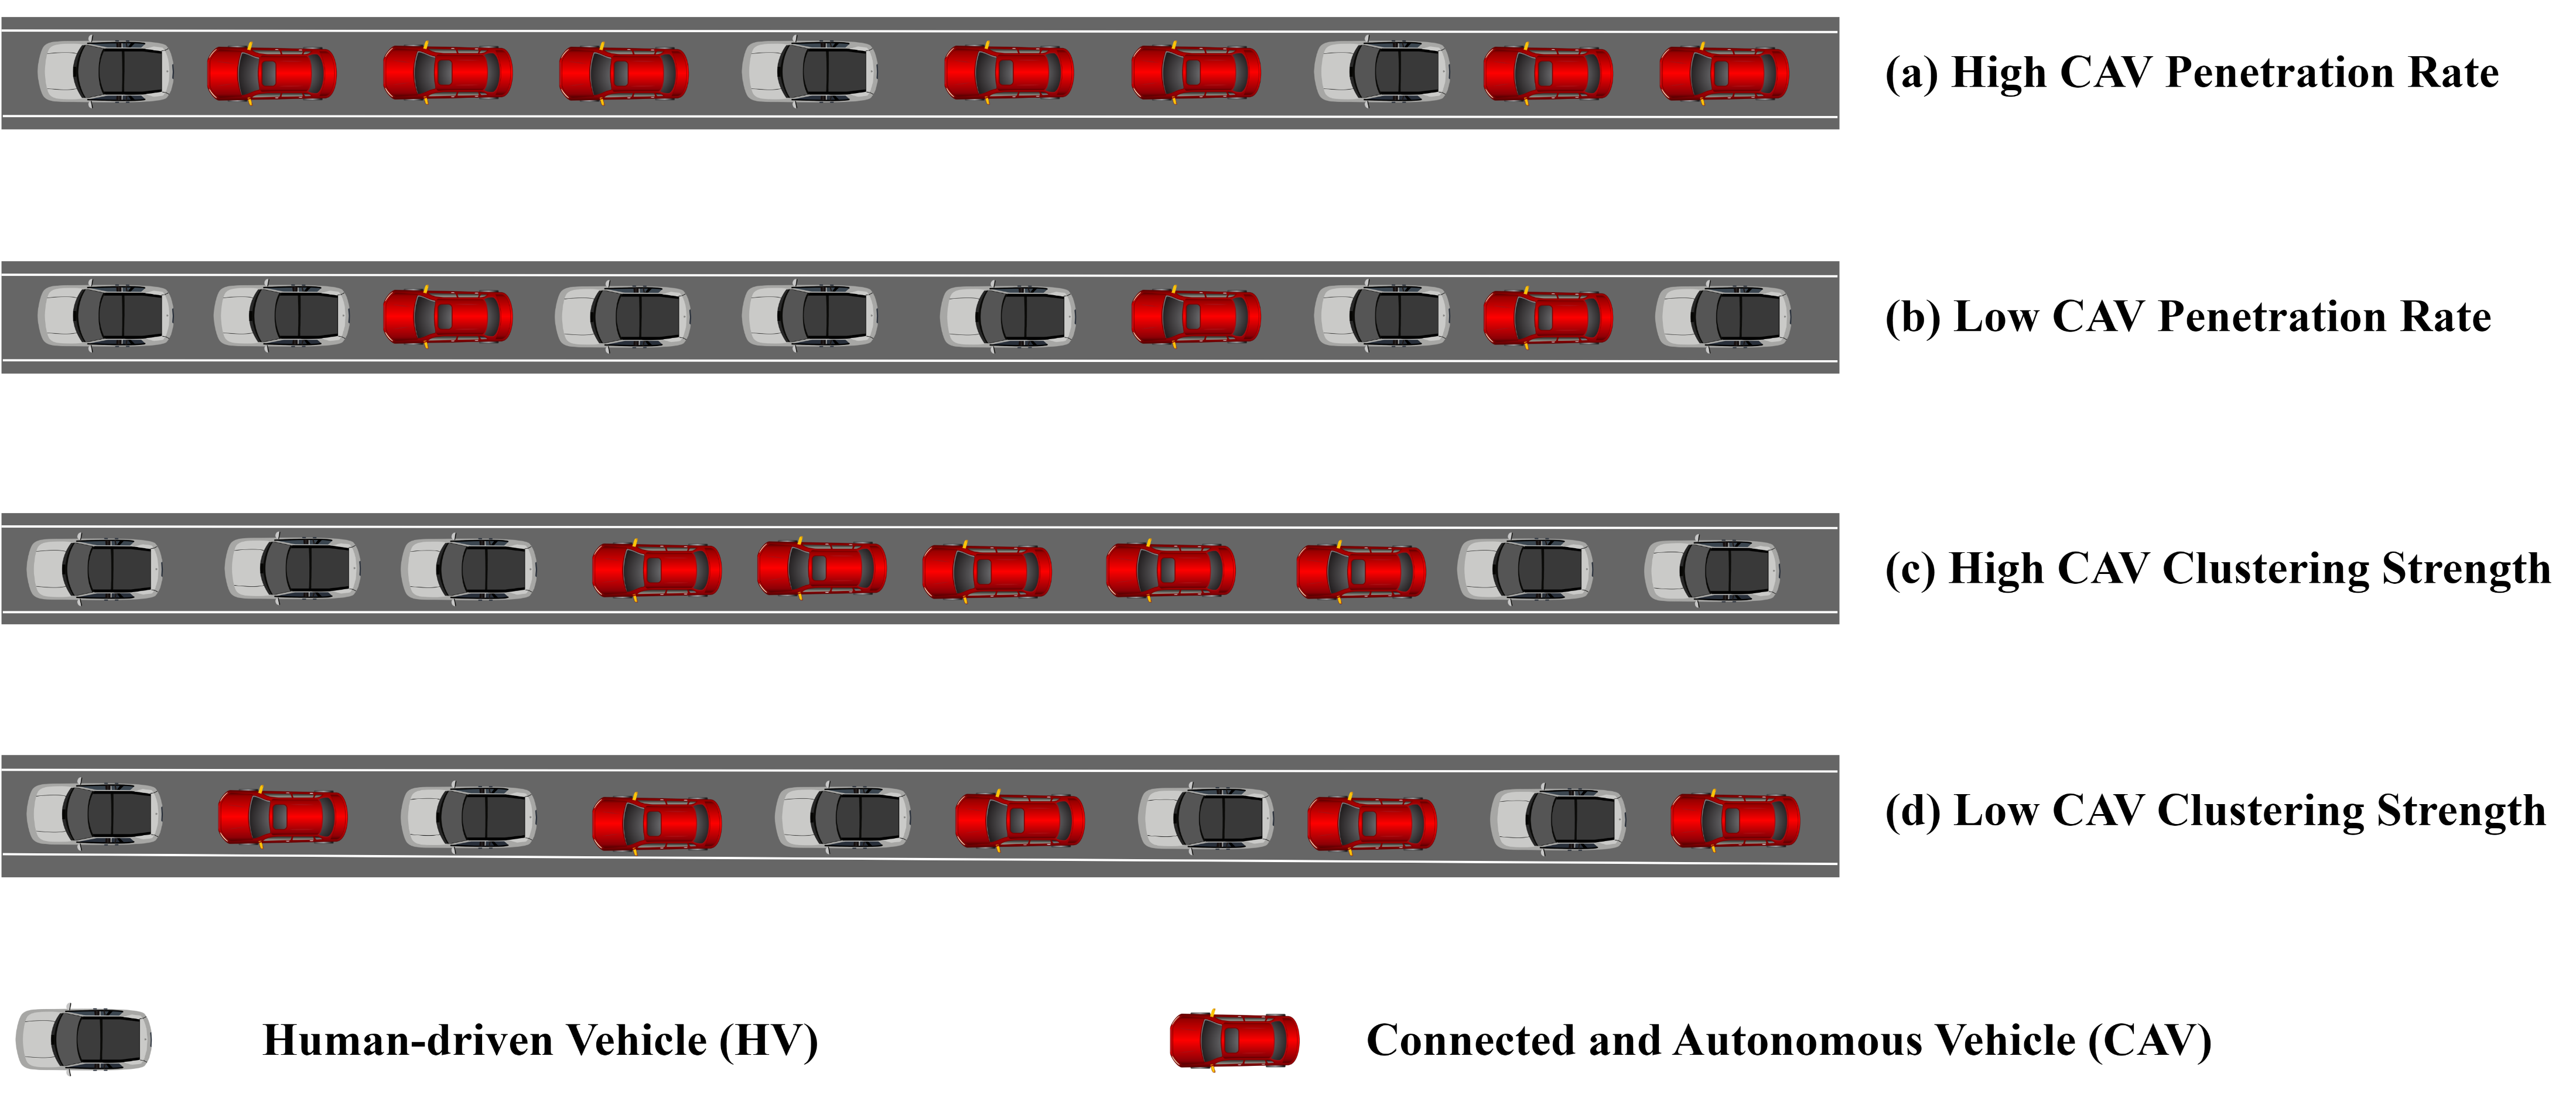 (a) High CAV Penetration Rate
(b) Low CAV Penetration Rate
(c) High CAV Clustering Strength
(d) Low CAV Clustering Strength
Human-driven Vehicle (HV)
Connected and Autonomous Vehicle (CAV)